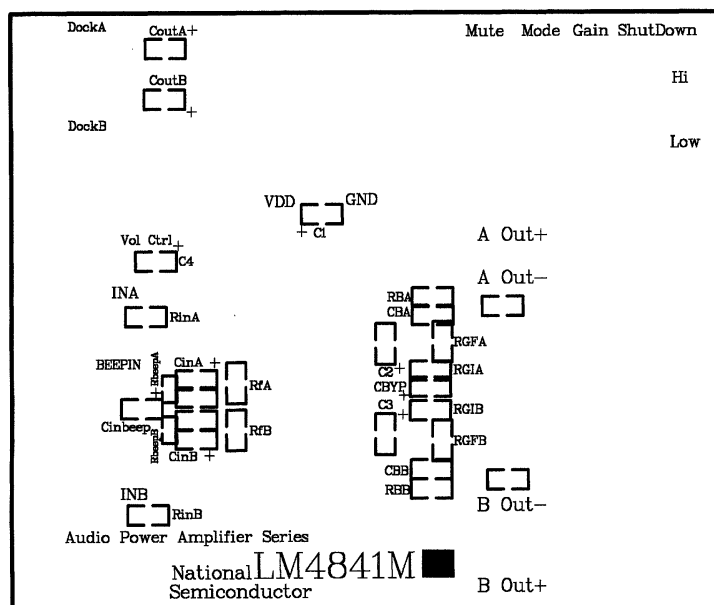 DockA
CoutA+
Mute Mode Gain ShutDown
CoutB
Hi
+
DockB
Low
VDD GND
+ C1
A Out+
Vol Ctrl+
C4
A Out-
INA
RBA
CBA
RinA
RGFA
BEEPIN
RbeepA
CinA +
C2+
RGIA
RfA
CBYP+
+
Cinbeep
C3 +
RGIB
RbeepB
RfB
RGFB
CinB +
CBB
RBB
INB
RinB
B Out-
Audio Power Amplifier Series
National LM4841M
Semiconductor
B Out+